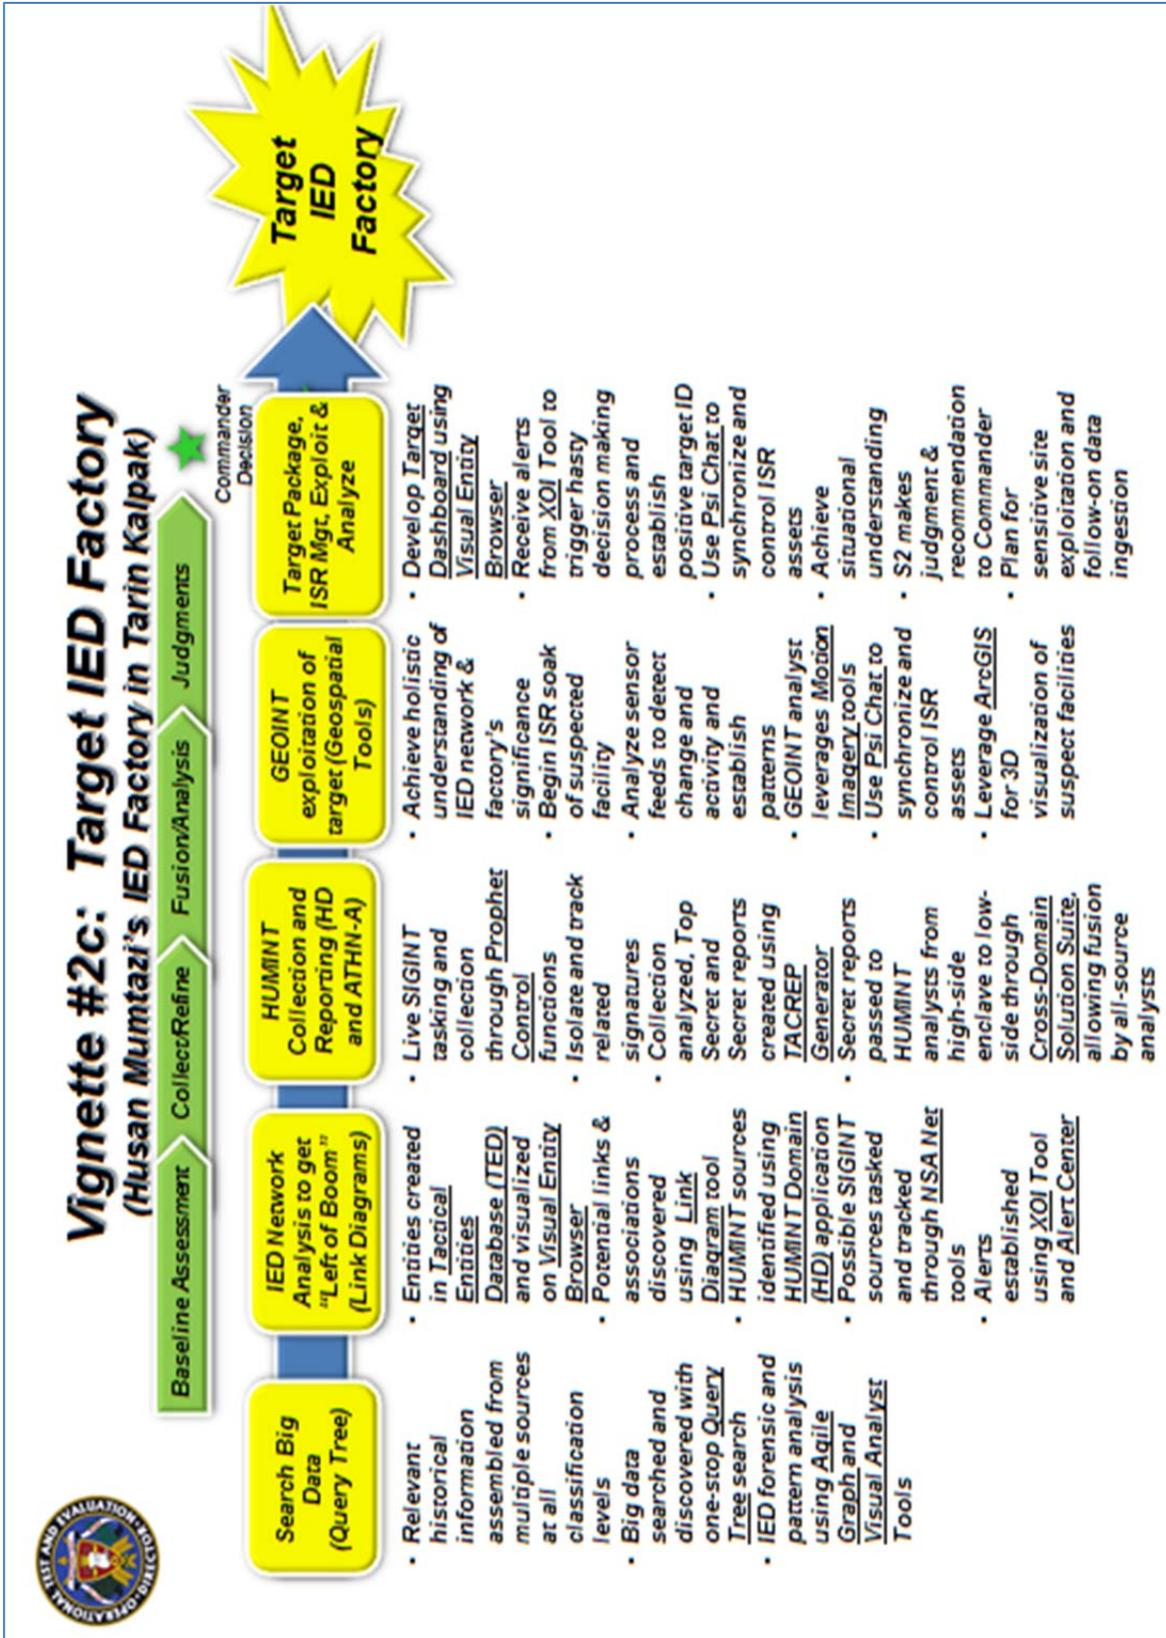 Vignette #2c: Target IED Factory
(Husan Mumtazi's IED Factory in Tarin Kalpak)
DIRECTOR · OPERATIONAL TEST AND EVALUATION
Baseline Assessment
Collect/Refine
Fusion/Analysis
Judgments
Commander
Decision
Search Big
Data
(Query Tree)
• Relevant
historical
information
assembled from
multiple sources
at all
classification
levels
• Big data
searched and
discovered with
one-stop Query
Tree search
• IED forensic and
pattern analysis
using Agile
Graph and
Visual Analyst
Tools
IED Network
Analysis to get
"Left of Boom"
(Link Diagrams)
• Entities created
in Tactical
Entities
Database (TED)
and visualized
on Visual Entity
Browser
• Potential links &
associations
discovered
using Link
Diagram tool
• HUMINT sources
identified using
HUMINT Domain
(HD) application
• Possible SIGINT
sources tasked
and tracked
through NSA Net
tools
• Alerts
established
using XOI Tool
and Alert Center
HUMINT
Collection and
Reporting (HD
and ATHN-A)
• Live SIGINT
tasking and
collection
through Prophet
Control
functions
• Isolate and track
related
signatures
• Collection
analyzed, Top
Secret and
Secret reports
created using
TACREP
Generator
• Secret reports
passed to
HUMINT
analysts from
high-side
enclave to low-
side through
Cross-Domain
Solution Suite,
allowing fusion
by all-source
analysts
GEOINT
exploitation of
target (Geospatial
Tools)
• Achieve holistic
understanding of
IED network &
factory's
significance
• Begin ISR soak
of suspected
facility
• Analyze sensor
feeds to detect
change and
activity and
establish
patterns
• GEOINT analyst
leverages Motion
Imagery tools
• Use Psi Chat to
synchronize and
control ISR
assets
• Leverage ArcGIS
for 3D
visualization of
suspect facilities
Target Package,
ISR Mgt, Exploit &
Analyze
• Develop Target
Dashboard using
Visual Entity
Browser
• Receive alerts
from XOI Tool to
trigger hasty
decision making
process and
establish
positive target ID
• Use Psi Chat to
synchronize and
control ISR
assets
• Achieve
situational
understanding
• S2 makes
judgment &
recommendation
to Commander
• Plan for
sensitive site
exploitation and
follow-on data
ingestion
Target
IED
Factory